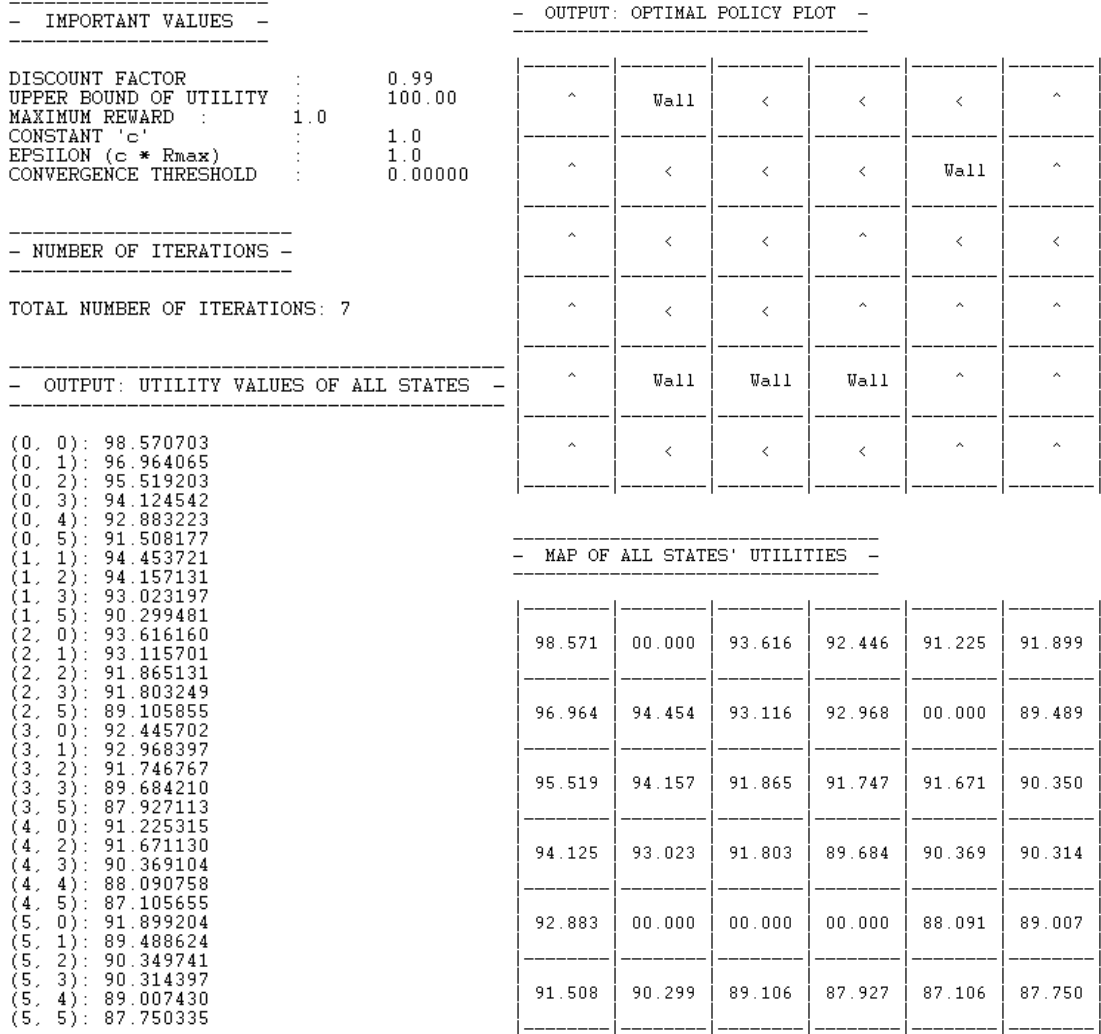 - IMPORTANT VALUES -
DISCOUNT FACTOR : 0.99
UPPER BOUND OF UTILITY : 100.00
MAXIMUM REWARD : 1.0
CONSTANT 'c' : 1.0
EPSILON (c * Rmax) : 1.0
CONVERGENCE THRESHOLD : 0.00000
- NUMBER OF ITERATIONS -
TOTAL NUMBER OF ITERATIONS: 7
- OUTPUT: UTILITY VALUES OF ALL STATES -
(0, 0): 98.570703
(0, 1): 96.964065
(0, 2): 95.519203
(0, 3): 94.124542
(0, 4): 92.883223
(0, 5): 91.508177
(1, 1): 94.453721
(1, 2): 94.157131
(1, 3): 93.023197
(1, 5): 90.299481
(2, 0): 93.616160
(2, 1): 93.115701
(2, 2): 91.865131
(2, 3): 91.803249
(2, 5): 89.105855
(3, 0): 92.445702
(3, 1): 92.968397
(3, 2): 91.746767
(3, 3): 89.684210
(3, 5): 87.927113
(4, 0): 91.225315
(4, 2): 91.671130
(4, 3): 90.369104
(4, 4): 88.090758
(4, 5): 87.105655
(5, 0): 91.899204
(5, 1): 89.488624
(5, 2): 90.349741
(5, 3): 90.314397
(5, 4): 89.007430
(5, 5): 87.750335
- OUTPUT: OPTIMAL POLICY PLOT -
^ Wall < < < ^
^ < < < Wall ^
^ < < ^ < <
^ < < ^ ^ ^
^ Wall Wall Wall ^ ^
^ < < < ^ ^
- MAP OF ALL STATES' UTILITIES -
98.571 00.000 93.616 92.446 91.225 91.899
96.964 94.454 93.116 92.968 00.000 89.489
95.519 94.157 91.865 91.747 91.671 90.350
94.125 93.023 91.803 89.684 90.369 90.314
92.883 00.000 00.000 00.000 88.091 89.007
91.508 90.299 89.106 87.927 87.106 87.750